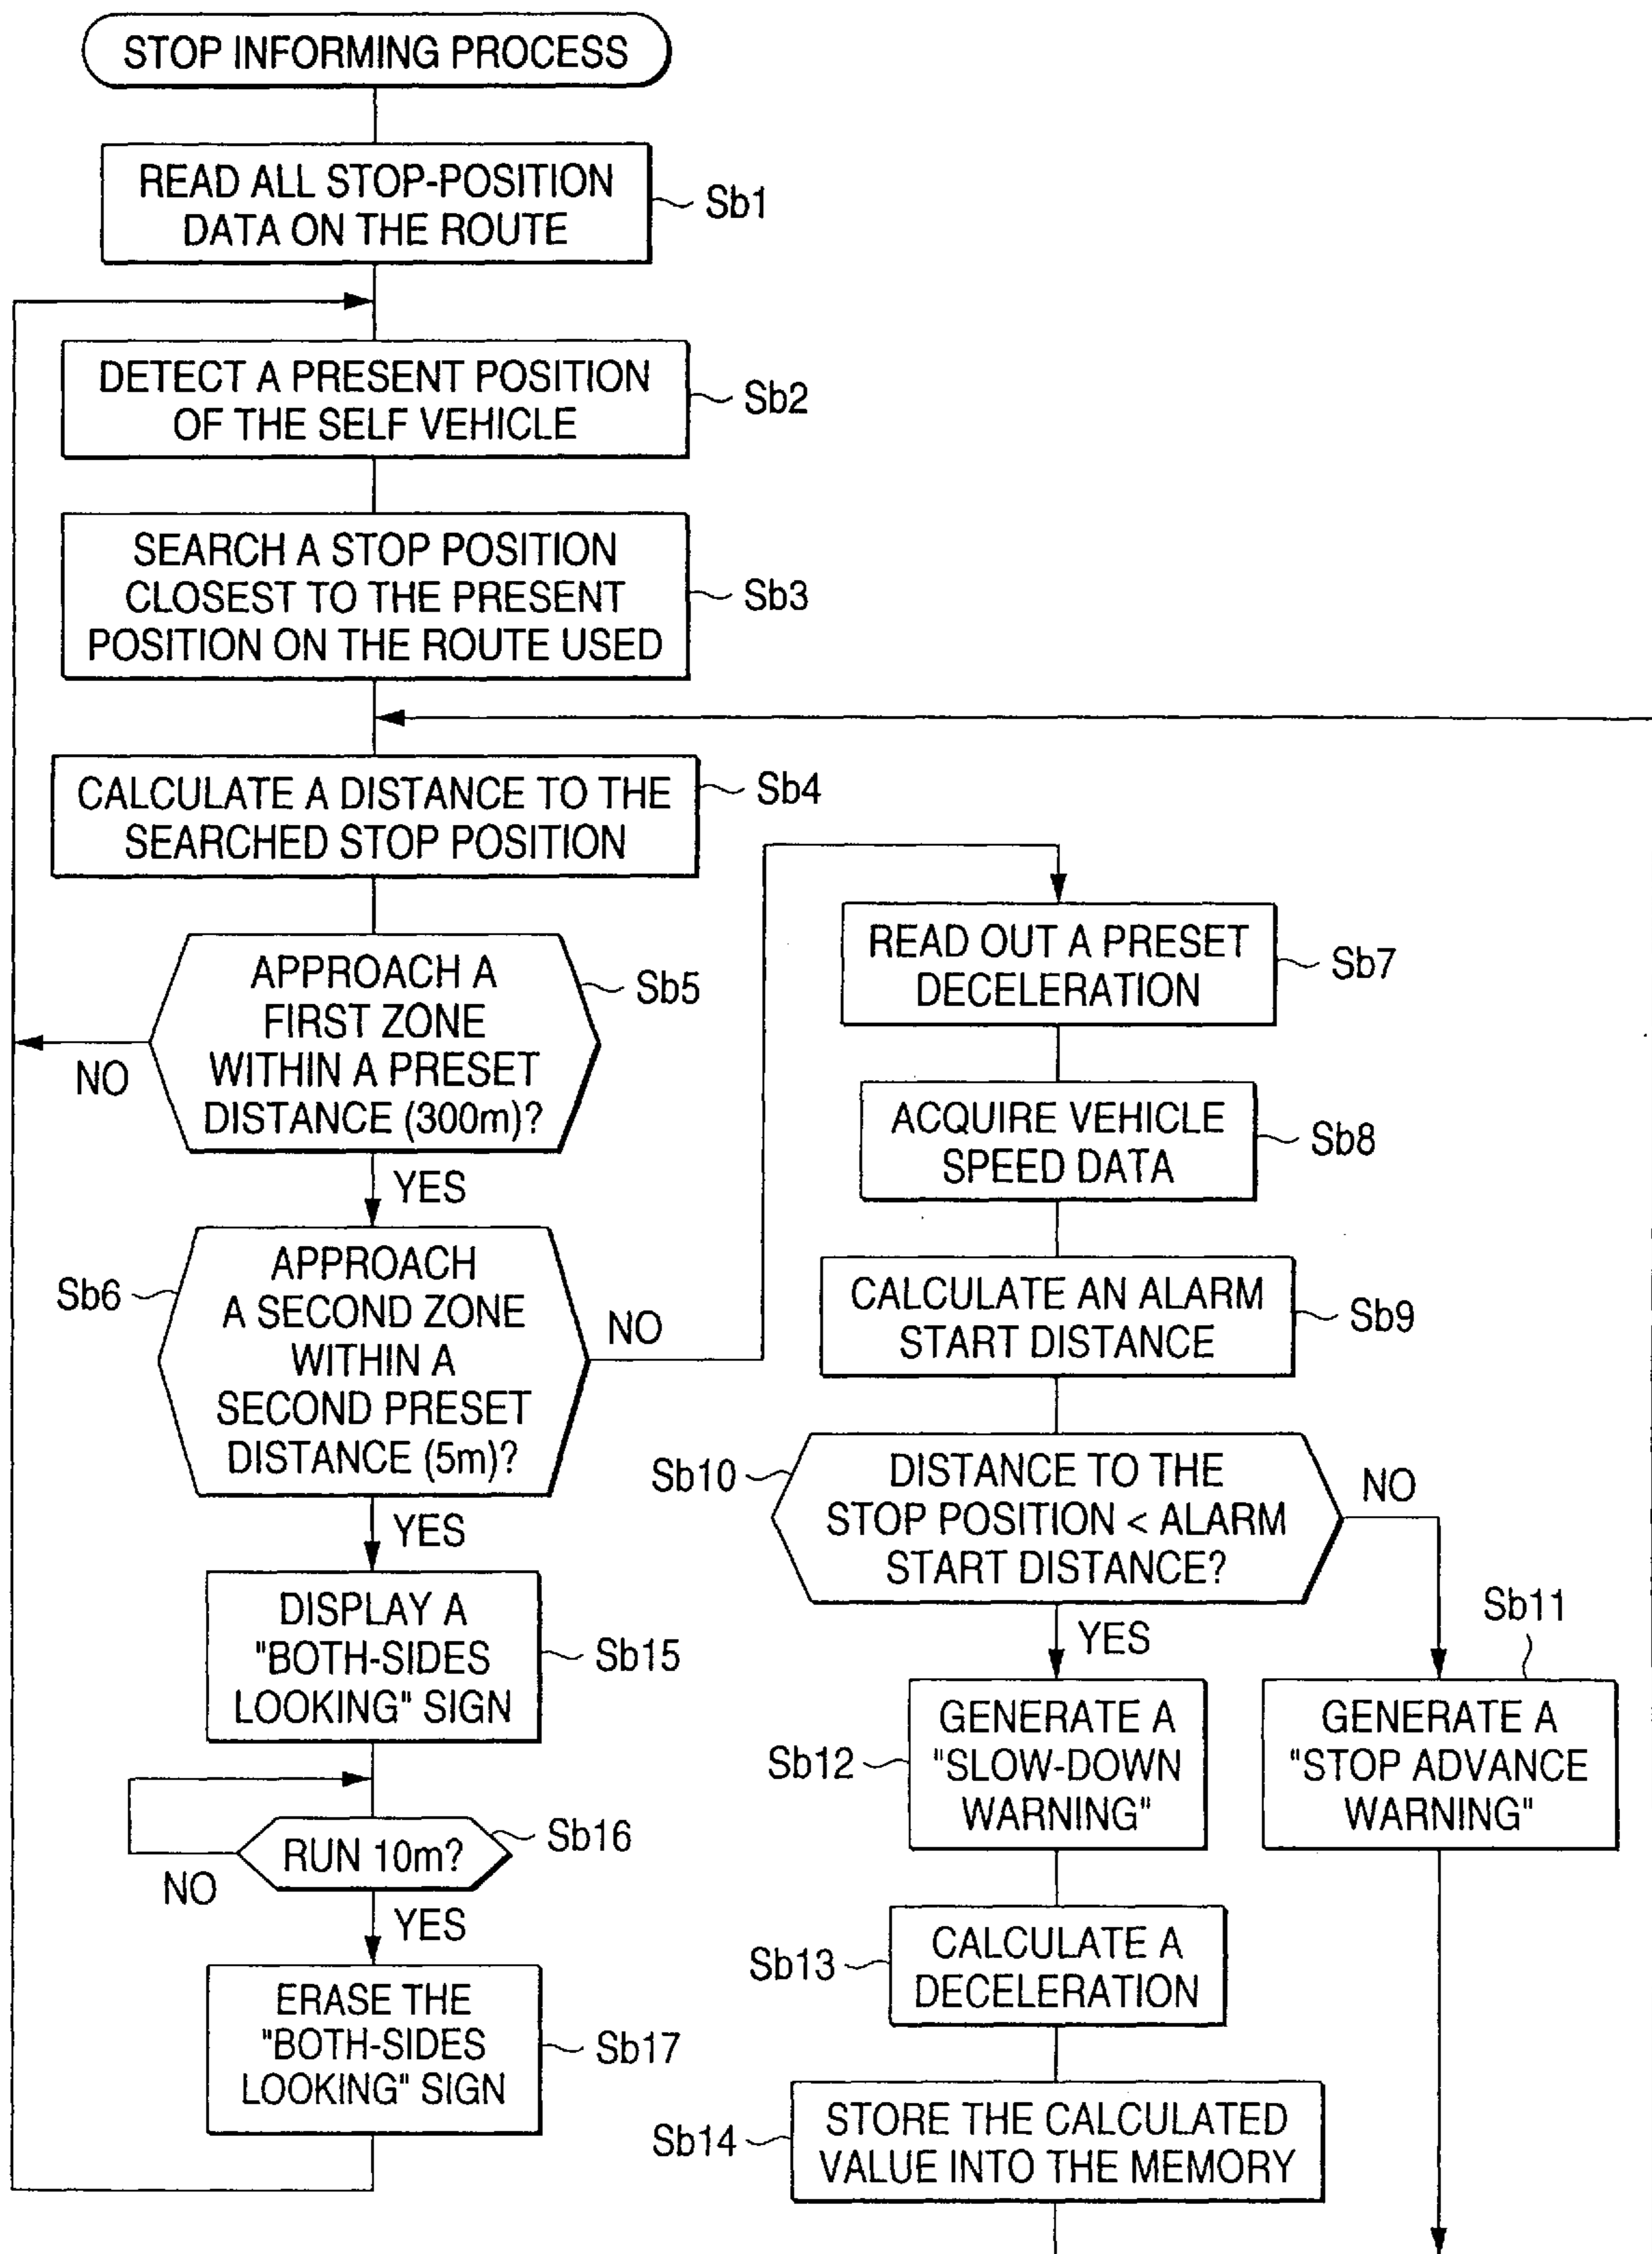 STOP INFORMING PROCESS
READ ALL STOP-POSITION
DATA ON THE ROUTE
Sb1
DETECT A PRESENT POSITION
OF THE SELF VEHICLE
Sb2
SEARCH A STOP POSITION
CLOSEST TO THE PRESENT
POSITION ON THE ROUTE USED
Sb3
CALCULATE A DISTANCE TO THE
SEARCHED STOP POSITION
Sb4
APPROACH A
FIRST ZONE
WITHIN A PRESET
DISTANCE (300m)?
Sb5
NO
YES
Sb6
APPROACH
A SECOND ZONE
WITHIN A
SECOND PRESET
DISTANCE (5m)?
NO
YES
DISPLAY A
"BOTH-SIDES
LOOKING" SIGN
Sb15
RUN 10m?
Sb16
NO
YES
ERASE THE
"BOTH-SIDES
LOOKING" SIGN
Sb17
READ OUT A PRESET
DECELERATION
Sb7
ACQUIRE VEHICLE
SPEED DATA
Sb8
CALCULATE AN ALARM
START DISTANCE
Sb9
Sb10
DISTANCE TO THE
STOP POSITION < ALARM
START DISTANCE?
NO
YES
Sb11
GENERATE A
"STOP ADVANCE
WARNING"
Sb12
GENERATE A
"SLOW-DOWN
WARNING"
Sb13
CALCULATE A
DECELERATION
Sb14
STORE THE CALCULATED
VALUE INTO THE MEMORY